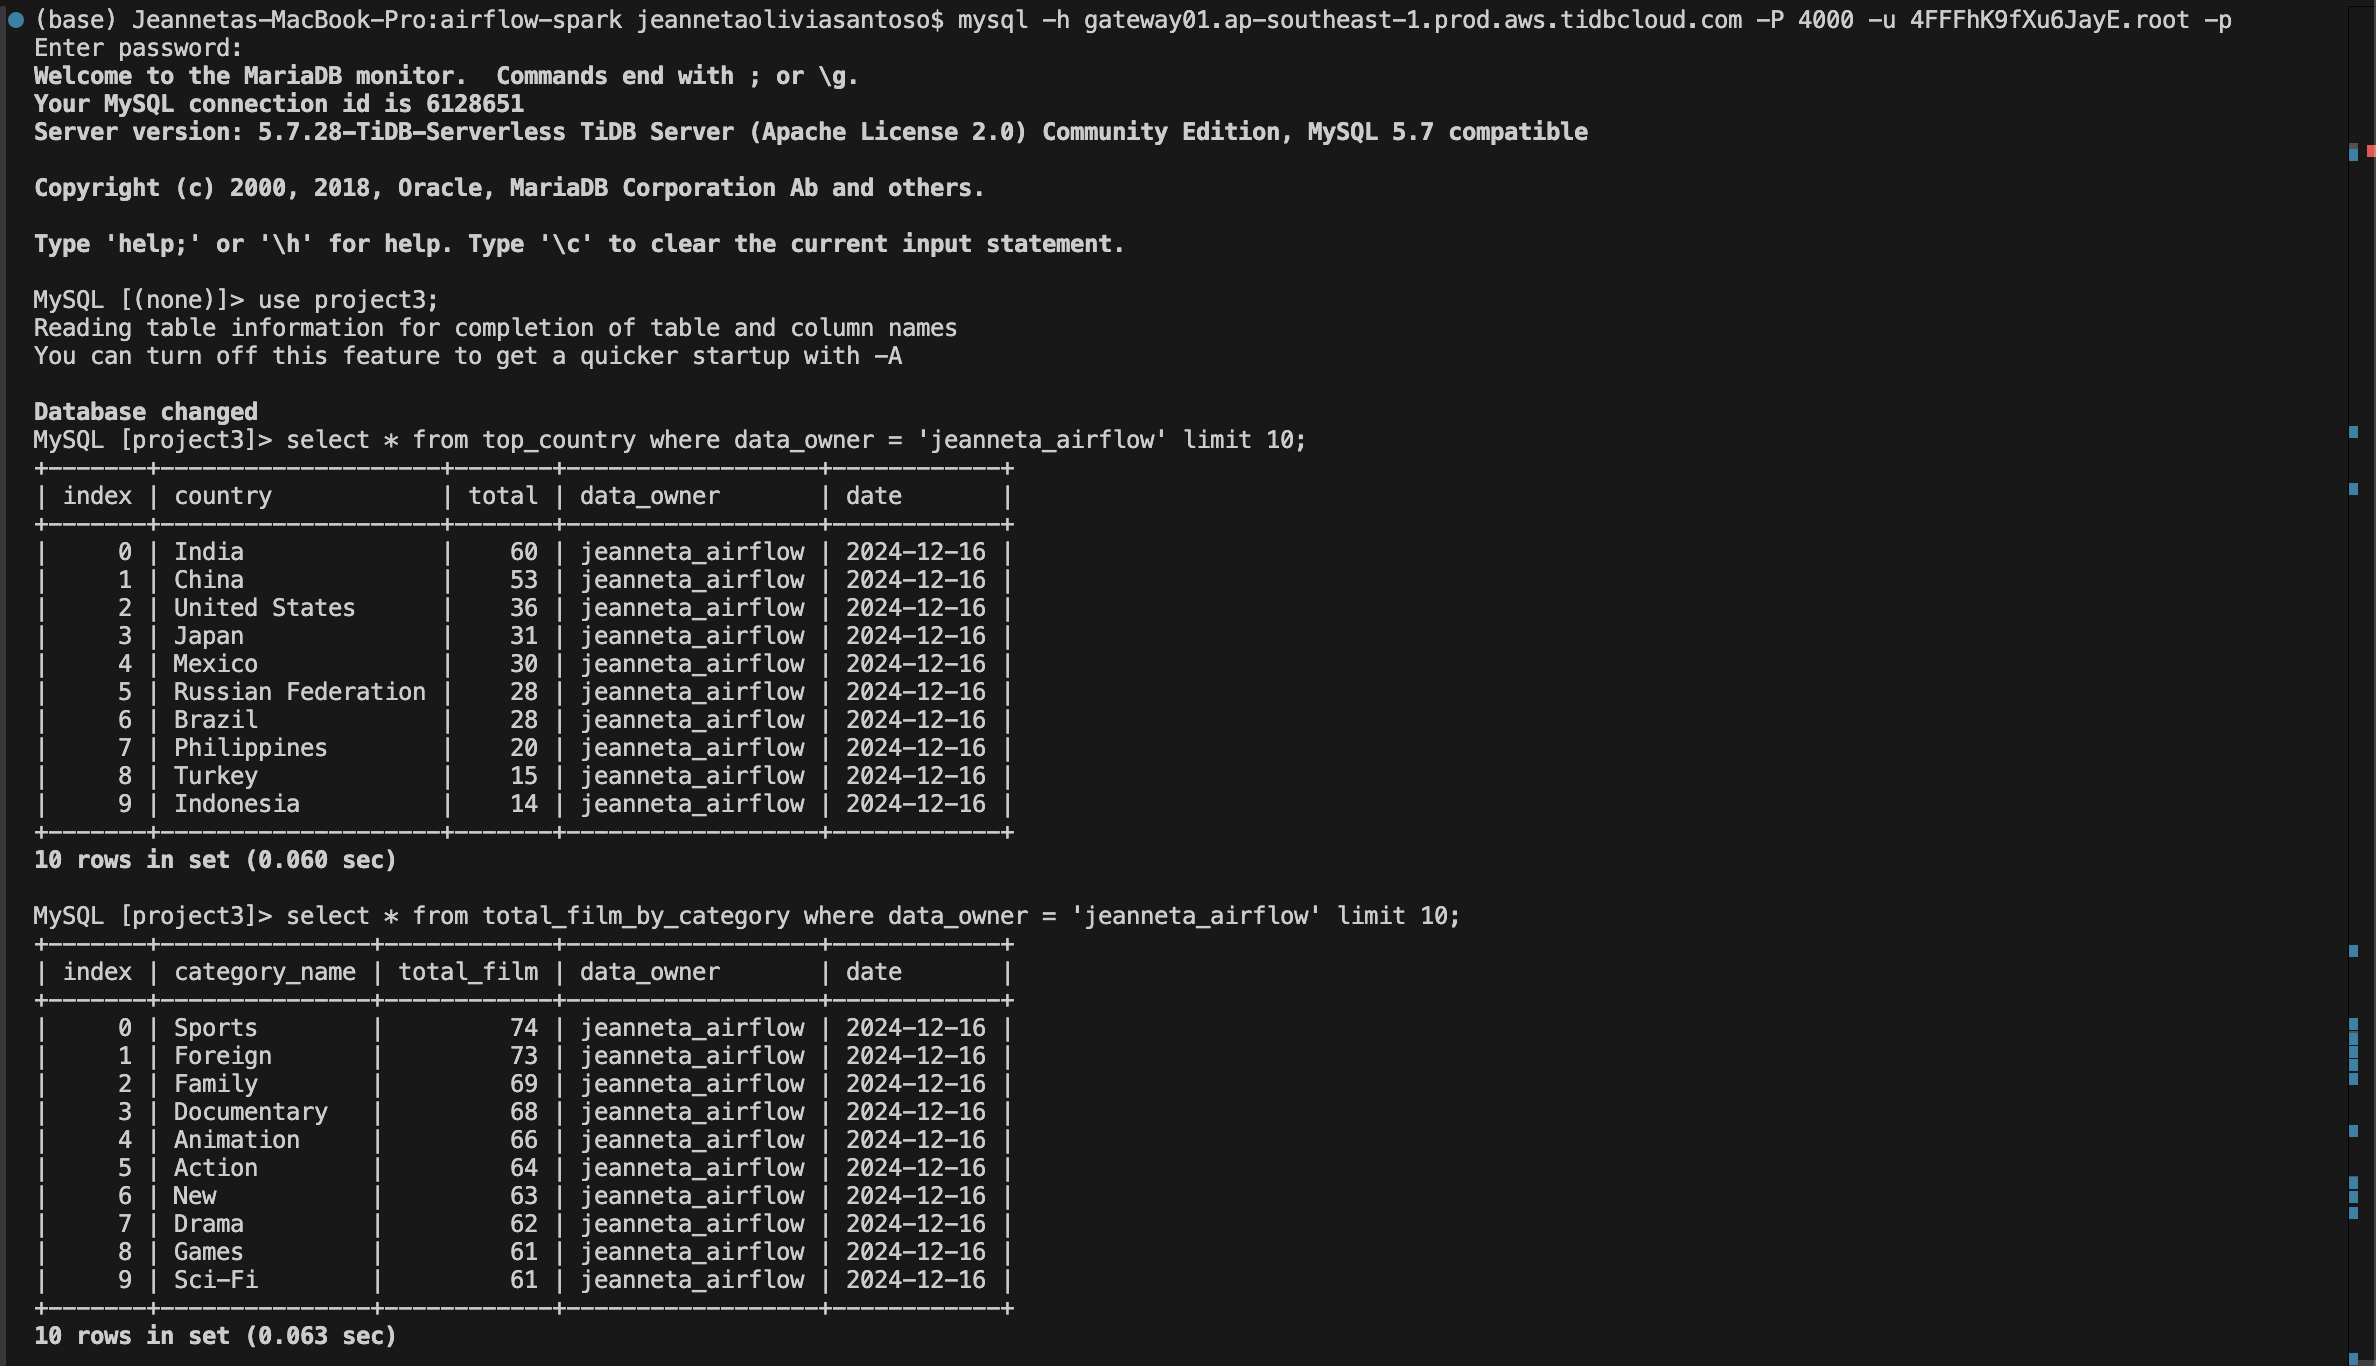 (base) Jeannetas-MacBook-Pro:airflow-spark jeannetaoliviasantoso$ mysql -h gateway01.ap-southeast-1.prod.aws.tidbcloud.com -P 4000 -u 4FFFhK9fXu6JayE.root -p
Enter password:
Welcome to the MariaDB monitor.  Commands end with ; or \g.
Your MySQL connection id is 6128651
Server version: 5.7.28-TiDB-Serverless TiDB Server (Apache License 2.0) Community Edition, MySQL 5.7 compatible

Copyright (c) 2000, 2018, Oracle, MariaDB Corporation Ab and others.

Type 'help;' or '\h' for help. Type '\c' to clear the current input statement.

MySQL [(none)]> use project3;
Reading table information for completion of table and column names
You can turn off this feature to get a quicker startup with -A

Database changed
MySQL [project3]> select * from top_country where data_owner = 'jeanneta_airflow' limit 10;
+-------+--------------------+-------+------------------+------------+
| index | country            | total | data_owner       | date       |
+-------+--------------------+-------+------------------+------------+
|     0 | India              |    60 | jeanneta_airflow | 2024-12-16 |
|     1 | China              |    53 | jeanneta_airflow | 2024-12-16 |
|     2 | United States      |    36 | jeanneta_airflow | 2024-12-16 |
|     3 | Japan              |    31 | jeanneta_airflow | 2024-12-16 |
|     4 | Mexico             |    30 | jeanneta_airflow | 2024-12-16 |
|     5 | Russian Federation |    28 | jeanneta_airflow | 2024-12-16 |
|     6 | Brazil             |    28 | jeanneta_airflow | 2024-12-16 |
|     7 | Philippines        |    20 | jeanneta_airflow | 2024-12-16 |
|     8 | Turkey             |    15 | jeanneta_airflow | 2024-12-16 |
|     9 | Indonesia          |    14 | jeanneta_airflow | 2024-12-16 |
+-------+--------------------+-------+------------------+------------+
10 rows in set (0.060 sec)

MySQL [project3]> select * from total_film_by_category where data_owner = 'jeanneta_airflow' limit 10;
+-------+---------------+------------+------------------+------------+
| index | category_name | total_film | data_owner       | date       |
+-------+---------------+------------+------------------+------------+
|     0 | Sports        |         74 | jeanneta_airflow | 2024-12-16 |
|     1 | Foreign       |         73 | jeanneta_airflow | 2024-12-16 |
|     2 | Family        |         69 | jeanneta_airflow | 2024-12-16 |
|     3 | Documentary   |         68 | jeanneta_airflow | 2024-12-16 |
|     4 | Animation     |         66 | jeanneta_airflow | 2024-12-16 |
|     5 | Action        |         64 | jeanneta_airflow | 2024-12-16 |
|     6 | New           |         63 | jeanneta_airflow | 2024-12-16 |
|     7 | Drama         |         62 | jeanneta_airflow | 2024-12-16 |
|     8 | Games         |         61 | jeanneta_airflow | 2024-12-16 |
|     9 | Sci-Fi        |         61 | jeanneta_airflow | 2024-12-16 |
+-------+---------------+------------+------------------+------------+
10 rows in set (0.063 sec)